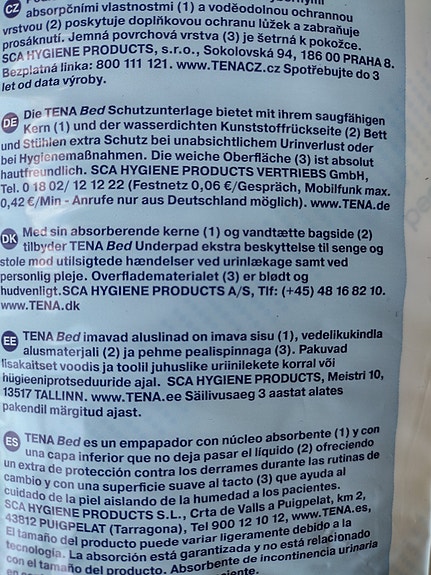 CZ
absorpčními vlastnostmi (1) a voděodolnou ochrannou
vrstvou (2) poskytuje doplňkovou ochranu lůžek a zabraňuje
prosáknutí. Jemná povrchová vrstva (3) je šetrná k pokožce.
SCA HYGIENE PRODUCTS, s.r.o., Sokolovská 94, 186 00 PRAHA 8.
Bezplatná linka: 800 111 121. www.TENACZ.cz Spotřebujte do 3
let od data výroby.
DE Die TENA Bed Schutzunterlage bietet mit ihrem saugfähigen
Kern (1) und der wasserdichten Kunststoffrückseite (2) Bett
und Stühlen extra Schutz bei unabsichtlichem Urinverlust oder
bei Hygienemaßnahmen. Die weiche Oberfläche (3) ist absolut
hautfreundlich. SCA HYGIENE PRODUCTS VERTRIEBS GmbH,
Tel. 0 18 02/ 12 12 22 (Festnetz 0,06 €/Gespräch, Mobilfunk max.
0,42 €/Min - Anrufe nur aus Deutschland möglich). www.TENA.de
DK Med sin absorberende kerne (1) og vandtætte bagside (2)
tilbyder TENA Bed Underpad ekstra beskyttelse til senge og
stole mod utilsigtede hændelser ved urinlækage samt ved
personlig pleje. Overfladematerialet (3) er blødt og
hudvenligt.SCA HYGIENE PRODUCTS A/S, Tlf: (+45) 48 16 82 10.
www.TENA.dk
EE TENA Bed imavad aluslinad on imava sisu (1), vedelikukindla
alusmaterjali (2) ja pehme pealispinnaga (3). Pakuvad
lisakaitset voodis ja toolil juhuslike uriinilekete korral või
hügieeniprotseduuride ajal. SCA HYGIENE PRODUCTS, Meistri 10,
13517 TALLINN. www.TENA.ee Säilivusaeg 3 aastat alates
pakendil märgitud ajast.
ES TENA Bed es un empapador con núcleo absorbente (1) y con
una capa inferior que no deja pasar el líquido (2) ofreciendo
un extra de protección contra los derrames durante las rutinas de
cambio y con una superficie suave al tacto (3) que ayuda al
cuidado de la piel aislando de la humedad a los pacientes.
SCA HYGIENE PRODUCTS S.L., Crta de Valls a Puigpelat, km 2,
43812 PUIGPELAT (Tarragona), Tel 900 12 10 12, www.TENA.es,
El tamaño del producto puede variar ligeramente debido a la
tecnología. La absorción está garantizada y no está relacionado
con el tamaño del producto. Absorbente de incontinencia urinaria